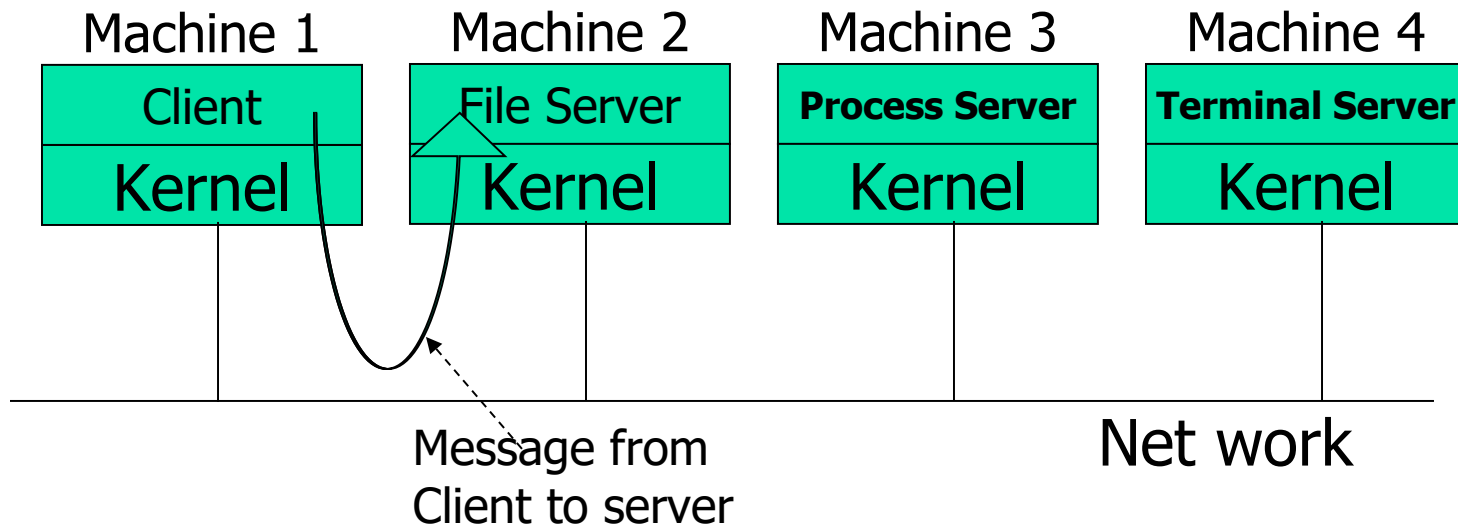 Machine 1
Machine 2
Machine 3
Machine 4
Client
File Server
Process Server
Terminal Server
Kernel
Kernel
Kernel
Kernel
Message from
Client to server
Net work